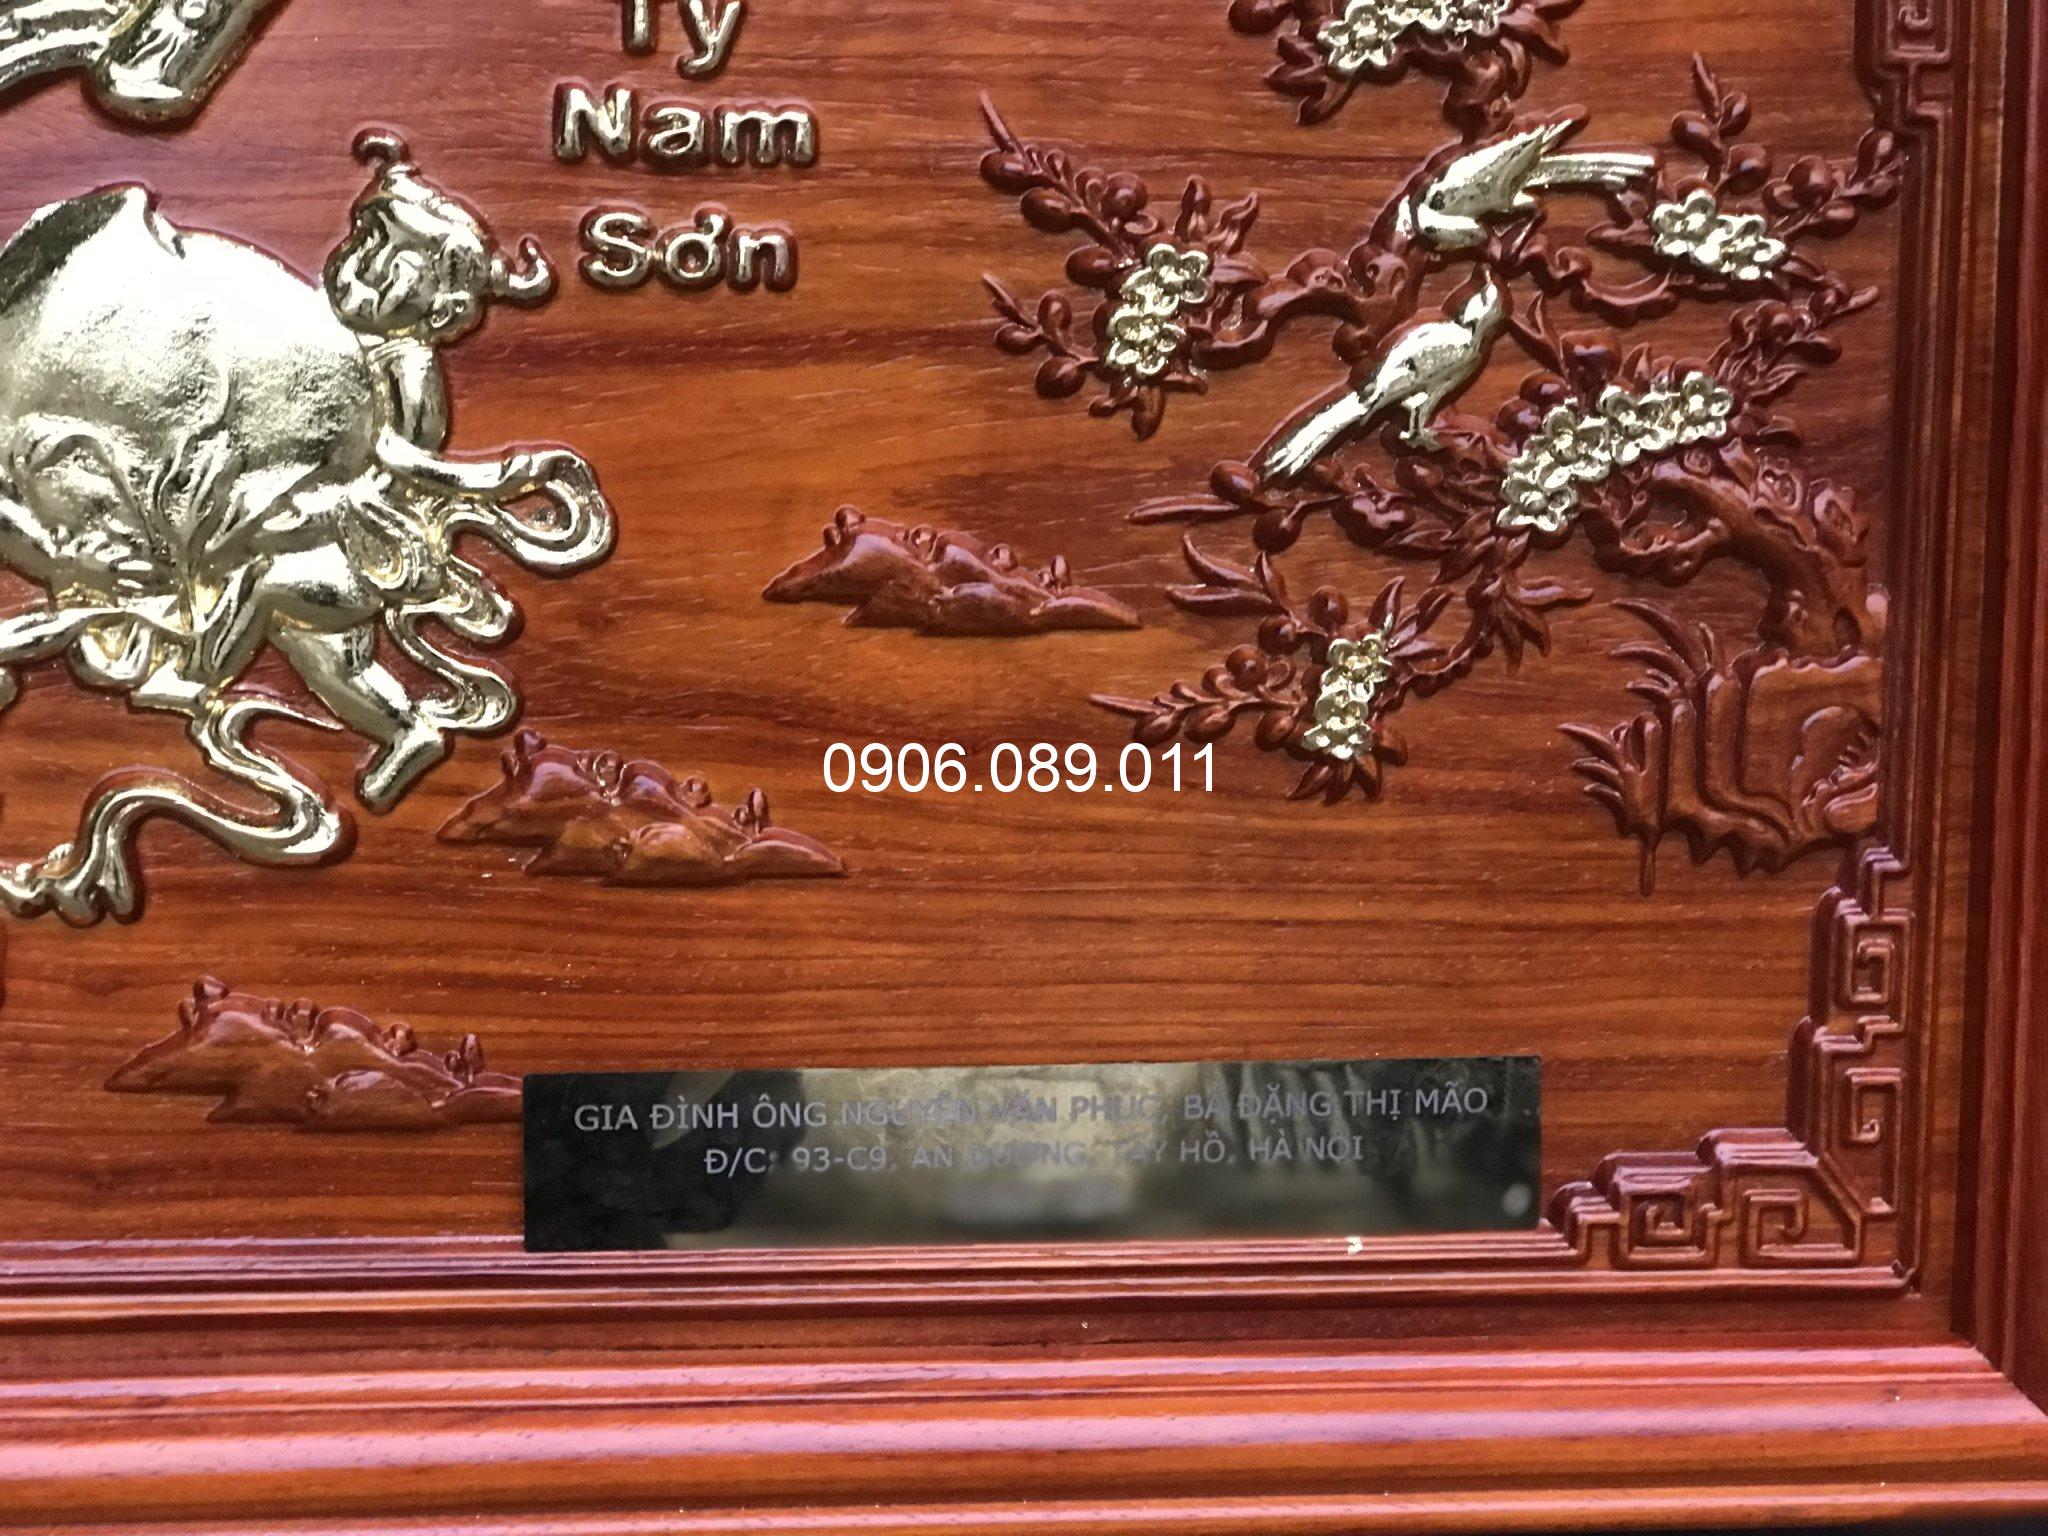 Tỷ
Nam
Sơn
0906.089.011
GIA ĐÌNH ÔNG NGUYỄN VĂN PHÚC, BÀ ĐẶNG THỊ MÃO
Đ/C: 93-C9, AN DƯƠNG, TÂY HỒ, HÀ NỘI